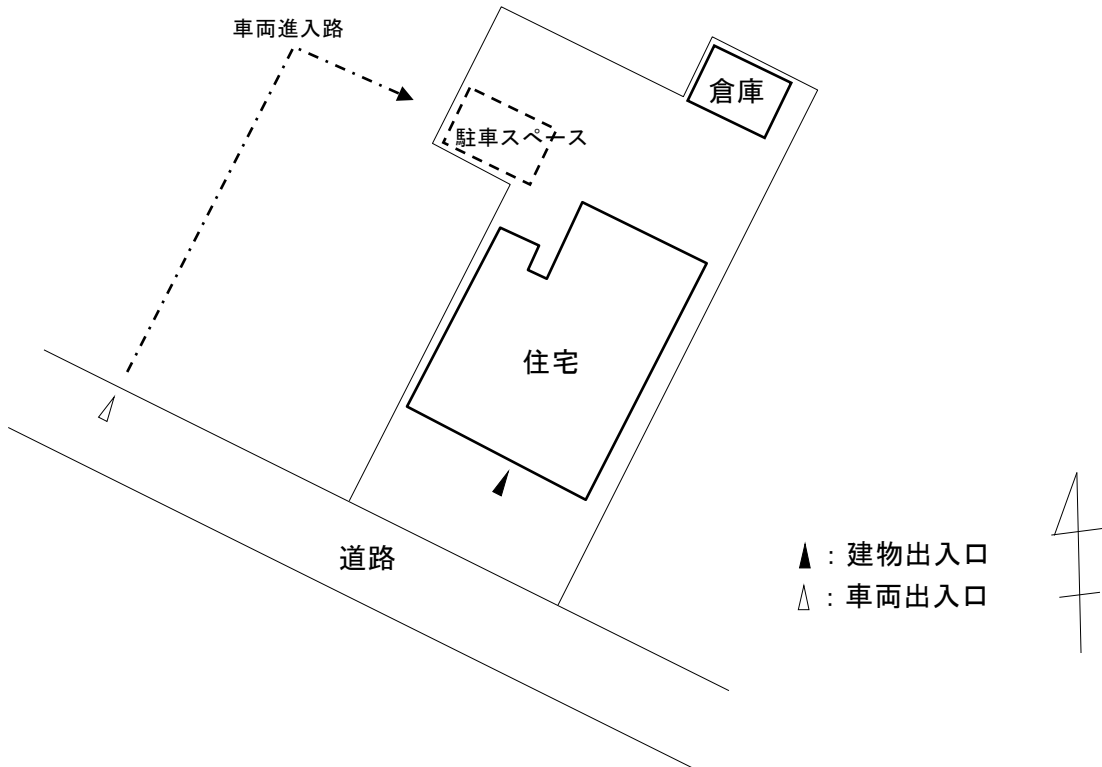 車両進入路
倉庫
駐車スペース
住宅
道路
：建物出入口
：車両出入口